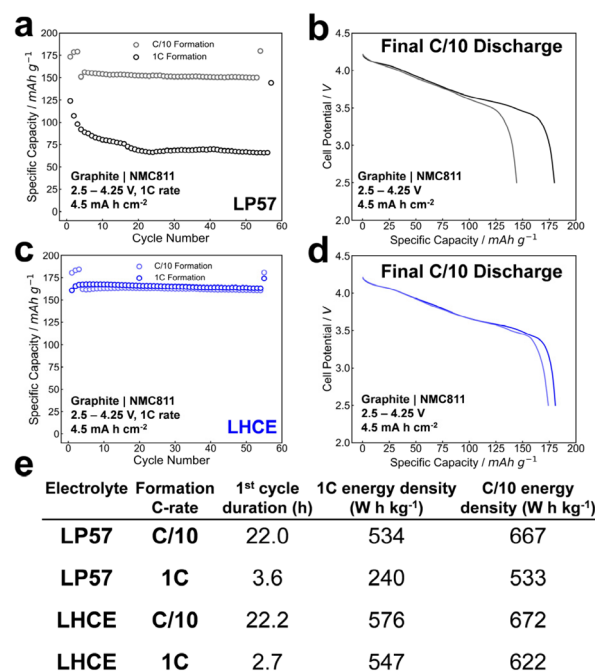 a
200
175
150
125
100
75
50
25
0
Specific Capacity / mAh g-1
C/10 Formation
1C Formation
Graphite | NMC811
2.5 – 4.25 V, 1C rate
4.5 mA h cm-2
LP57
0 10 20 30 40 50 60
Cycle Number
b
Final C/10 Discharge
4.5
4.0
3.5
3.0
2.5
2.0
Cell Potential / V
Graphite | NMC811
2.5 – 4.25 V
4.5 mA h cm-2
0 25 50 75 100 125 150 175 200
Specific Capacity / mAh g-1
c
200
175
150
125
100
75
50
25
0
Specific Capacity / mAh g-1
C/10 Formation
1C Formation
Graphite | NMC811
2.5 – 4.25 V, 1C rate
4.5 mA h cm-2
LHCE
0 10 20 30 40 50 60
Cycle Number
d
Final C/10 Discharge
4.5
4.0
3.5
3.0
2.5
2.0
Cell Potential / V
Graphite | NMC811
2.5 – 4.25 V
4.5 mA h cm-2
0 25 50 75 100 125 150 175 200
Specific Capacity / mAh g-1
e
Electrolyte Formation 1st cycle 1C energy density C/10 energy
C-rate duration (h) (W h kg-1) density (W h kg-1)
LP57 C/10 22.0 534 667
LP57 1C 3.6 240 533
LHCE C/10 22.2 576 672
LHCE 1C 2.7 547 622